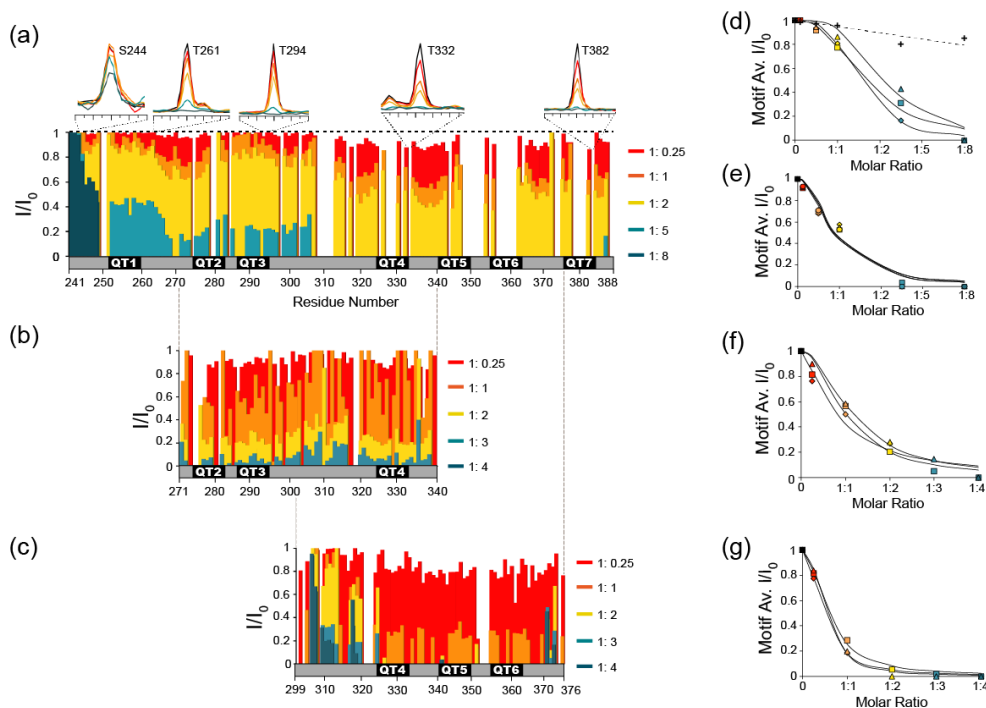 (a)
S244 T261 T294 T332 T382
I/I0
1
0.8
0.6
0.4
0.2
0
1: 0.25
1: 1
1: 2
1: 5
1: 8
QT1 QT2 QT3 QT4 QT5 QT6 QT7
241 250 260 270 280 290 300 310 320 330 340 350 360 370 380 388
Residue Number
(b)
I/I0
1
0.8
0.6
0.4
0.2
0
1: 0.25
1: 1
1: 2
1: 3
1: 4
QT2 QT3 QT4
271 280 290 300 310 320 330 340
(c)
I/I0
1
0.8
0.6
0.4
0.2
0
1: 0.25
1: 1
1: 2
1: 3
1: 4
QT4 QT5 QT6
299 310 320 330 340 350 360 370 376
(d)
Motif Av. I/I0
1
0.8
0.6
0.4
0.2
0
0 1:1 1:2 1:5 1:8
Molar Ratio
(e)
Motif Av. I/I0
1
0.8
0.6
0.4
0.2
0
0 1:1 1:2 1:5 1:8
Molar Ratio
(f)
Motif Av. I/I0
1
0.8
0.6
0.4
0.2
0
0 1:1 1:2 1:3 1:4
Molar Ratio
(g)
Motif Av. I/I0
1
0.8
0.6
0.4
0.2
0
0 1:1 1:2 1:3 1:4
Molar Ratio